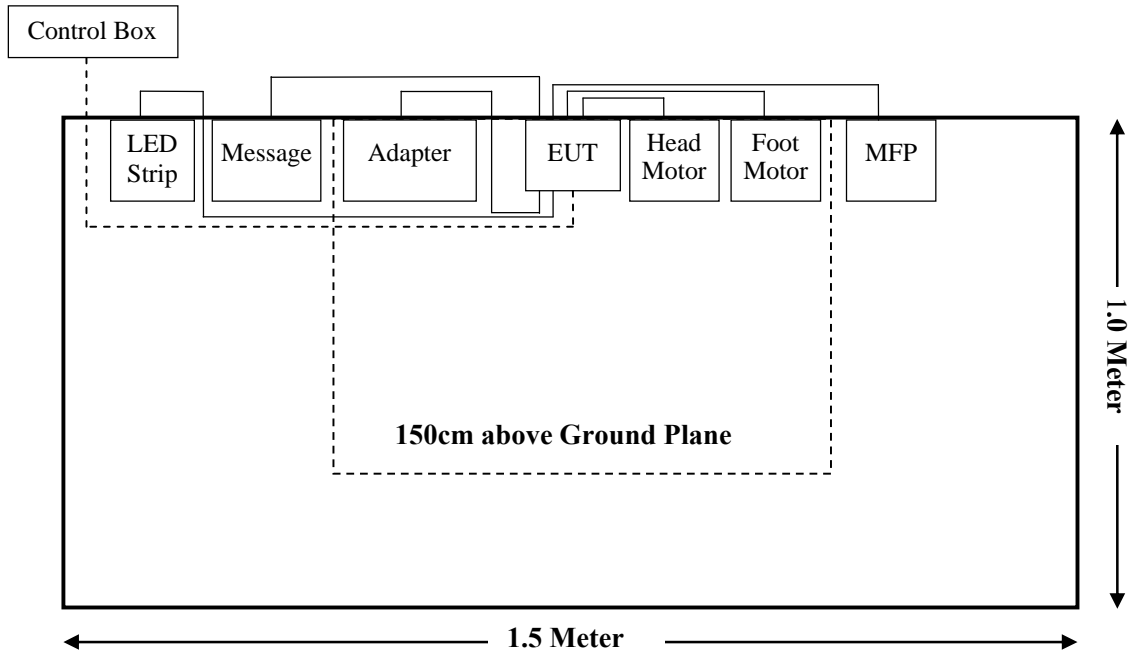 Control Box
LED
Strip
Message
Adapter
EUT
Head
Motor
Foot
Motor
MFP
150cm above Ground Plane
1.0 Meter
1.5 Meter